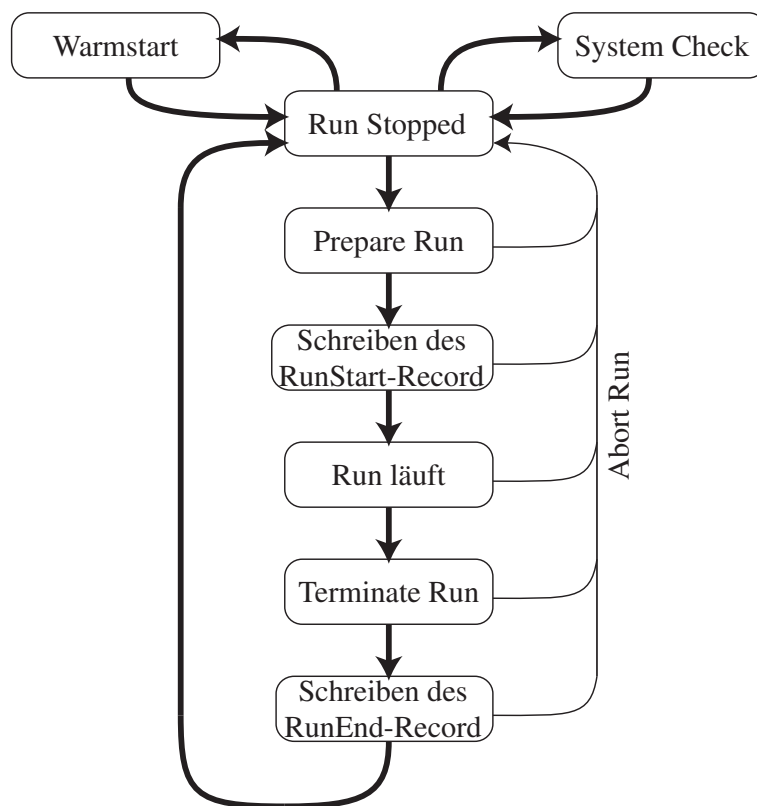 Warmstart
System Check
Run Stopped
Prepare Run
Schreiben des
RunStart-Record
Run läuft
Abort Run
Terminate Run
Schreiben des
RunEnd-Record